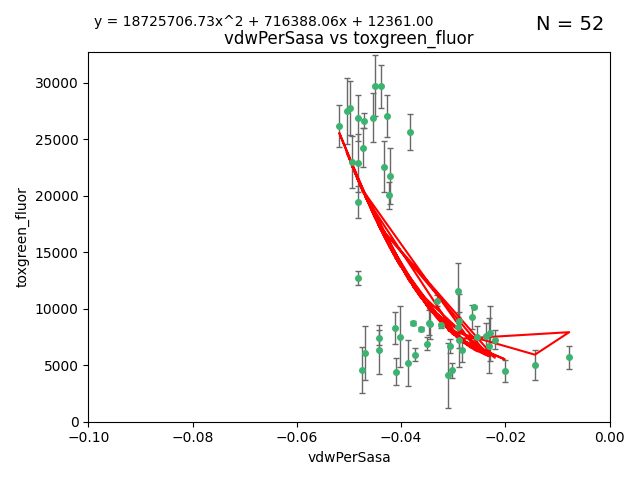 y = 18725706.73x^2 + 716388.06x + 12361.00
N = 52
vdwPerSasa vs toxgreen_fluor
toxgreen_fluor
30000
25000
20000
15000
10000
5000
0
−0.10
−0.08
−0.06
−0.04
−0.02
0.00
vdwPerSasa